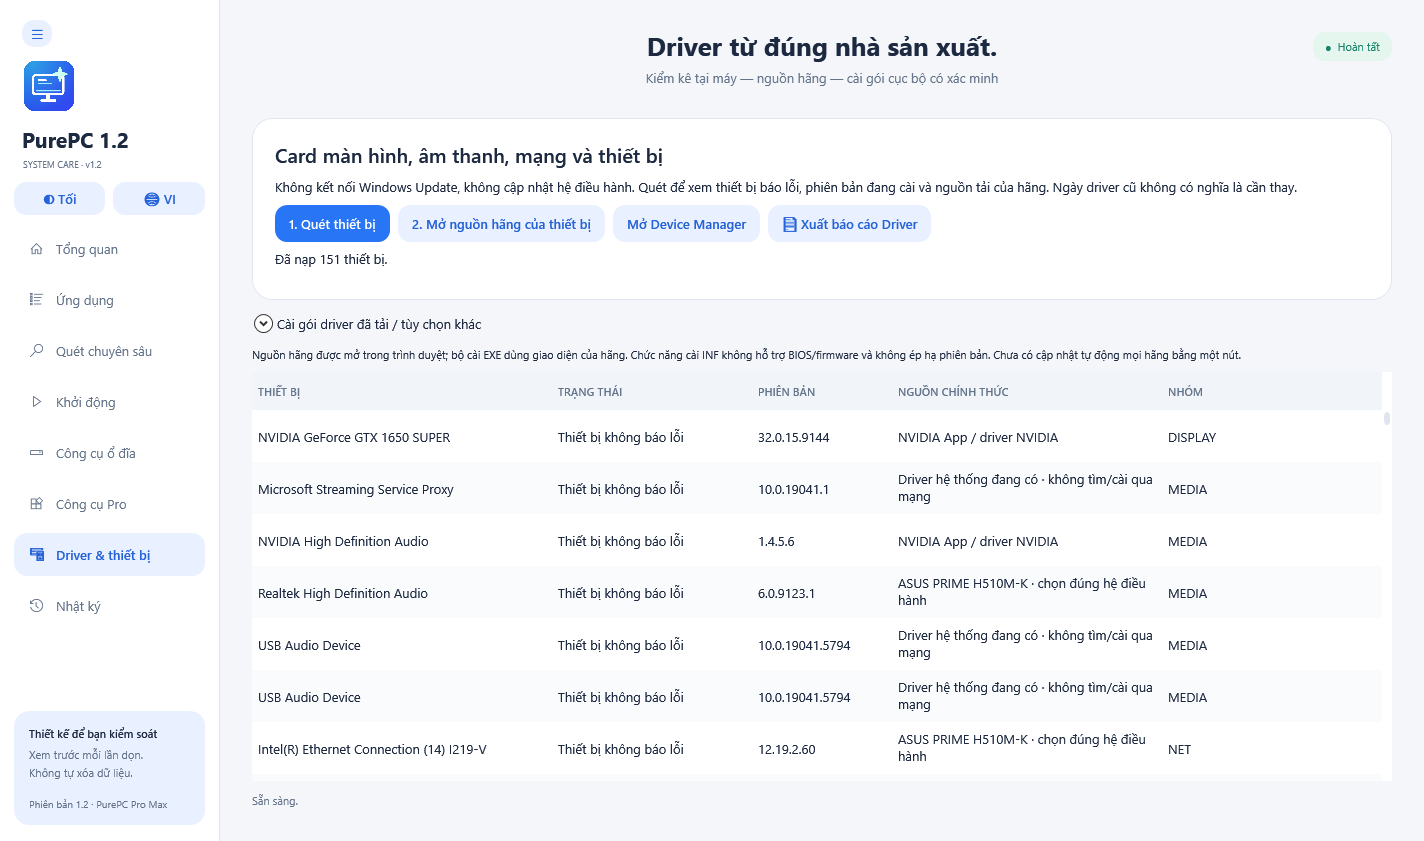 PurePC 1.2
SYSTEM CARE · v1.2
Tối
VI
Tổng quan
Ứng dụng
Quét chuyên sâu
Khởi động
Công cụ ổ đĩa
Công cụ Pro
Driver & thiết bị
Nhật ký
Thiết kế để bạn kiểm soát
Xem trước mỗi lần dọn.
Không tự xóa dữ liệu.
Phiên bản 1.2 · PurePC Pro Max
Driver từ đúng nhà sản xuất.
Kiểm kê tại máy — nguồn hãng — cài gói cục bộ có xác minh
● Hoàn tất
Card màn hình, âm thanh, mạng và thiết bị
Không kết nối Windows Update, không cập nhật hệ điều hành. Quét để xem thiết bị báo lỗi, phiên bản đang cài và nguồn tải của hãng. Ngày driver cũ không có nghĩa là cần thay.
1. Quét thiết bị
2. Mở nguồn hãng của thiết bị
Mở Device Manager
Xuất báo cáo Driver
Đã nạp 151 thiết bị.
Cài gói driver đã tải / tùy chọn khác
Nguồn hãng được mở trong trình duyệt; bộ cài EXE dùng giao diện của hãng. Chức năng cài INF không hỗ trợ BIOS/firmware và không ép hạ phiên bản. Chưa có cập nhật tự động mọi hãng bằng một nút.
THIẾT BỊ TRẠNG THÁI PHIÊN BẢN NGUỒN CHÍNH THỨC NHÓM
NVIDIA GeForce GTX 1650 SUPER Thiết bị không báo lỗi 32.0.15.9144 NVIDIA App / driver NVIDIA DISPLAY
Microsoft Streaming Service Proxy Thiết bị không báo lỗi 10.0.19041.1 Driver hệ thống đang có · không tìm/cài qua
mạng MEDIA
NVIDIA High Definition Audio Thiết bị không báo lỗi 1.4.5.6 NVIDIA App / driver NVIDIA MEDIA
Realtek High Definition Audio Thiết bị không báo lỗi 6.0.9123.1 ASUS PRIME H510M-K · chọn đúng hệ điều
hành MEDIA
USB Audio Device Thiết bị không báo lỗi 10.0.19041.5794 Driver hệ thống đang có · không tìm/cài qua
mạng MEDIA
USB Audio Device Thiết bị không báo lỗi 10.0.19041.5794 Driver hệ thống đang có · không tìm/cài qua
mạng MEDIA
Intel(R) Ethernet Connection (14) I219-V Thiết bị không báo lỗi 12.19.2.60 ASUS PRIME H510M-K · chọn đúng hệ điều
hành NET
Sẵn sàng.